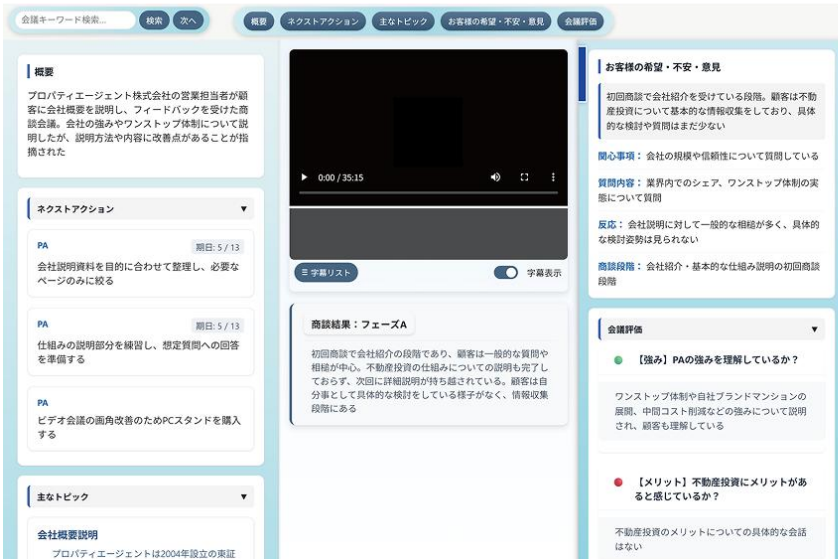 会議キーワード検索...
検索
次へ
概要
ネクストアクション
主なトピック
お客様の希望・不安・意見
会議評価
概要
プロパティエージェント株式会社の営業担当者が顧
客に会社概要を説明し、フィードバックを受けた商
談会議。会社の強みやワンストップ体制について説
明したが、説明方法や内容に改善点があることが指
摘された
ネクストアクション ▼
PA
期日: 5 / 13
会社説明資料を目的に合わせて整理し、必要な
ページのみに絞る
PA
期日: 5 / 13
仕組みの説明部分を練習し、想定質問への回答
を準備する
PA
ビデオ会議の画角改善のためPCスタンドを購入
する
主なトピック ▼
会社概要説明
プロパティエージェントは2004年設立の東証
0:00 / 35:15
☰ 字幕リスト
字幕表示
商談結果：フェーズA
初回商談で会社紹介の段階であり、顧客は一般的な質問や
相槌が中心。不動産投資の仕組みについての説明も完了し
ておらず、次回に詳細説明が持ち越されている。顧客は自
分事として具体的な検討をしている様子がなく、情報収集
段階にある
お客様の希望・不安・意見
初回商談で会社紹介を受けている段階。顧客は不動
産投資について基本的な情報収集をしており、具体
的な検討や質問はまだ少ない
関心事項： 会社の規模や信頼性について質問している
質問内容： 業界内でのシェア、ワンストップ体制の実
態について質問
反応： 会社説明に対して一般的な相槌が多く、具体的
な検討姿勢は見られない
商談段階： 会社紹介・基本的な仕組み説明の初回商談
段階
会議評価 ▼
【強み】PAの強みを理解しているか？
ワンストップ体制や自社ブランドマンションの
展開、中間コスト削減などの強みについて説明
され、顧客も理解している
【メリット】不動産投資にメリットがあ
ると感じているか？
不動産投資のメリットについての具体的な会話
はない